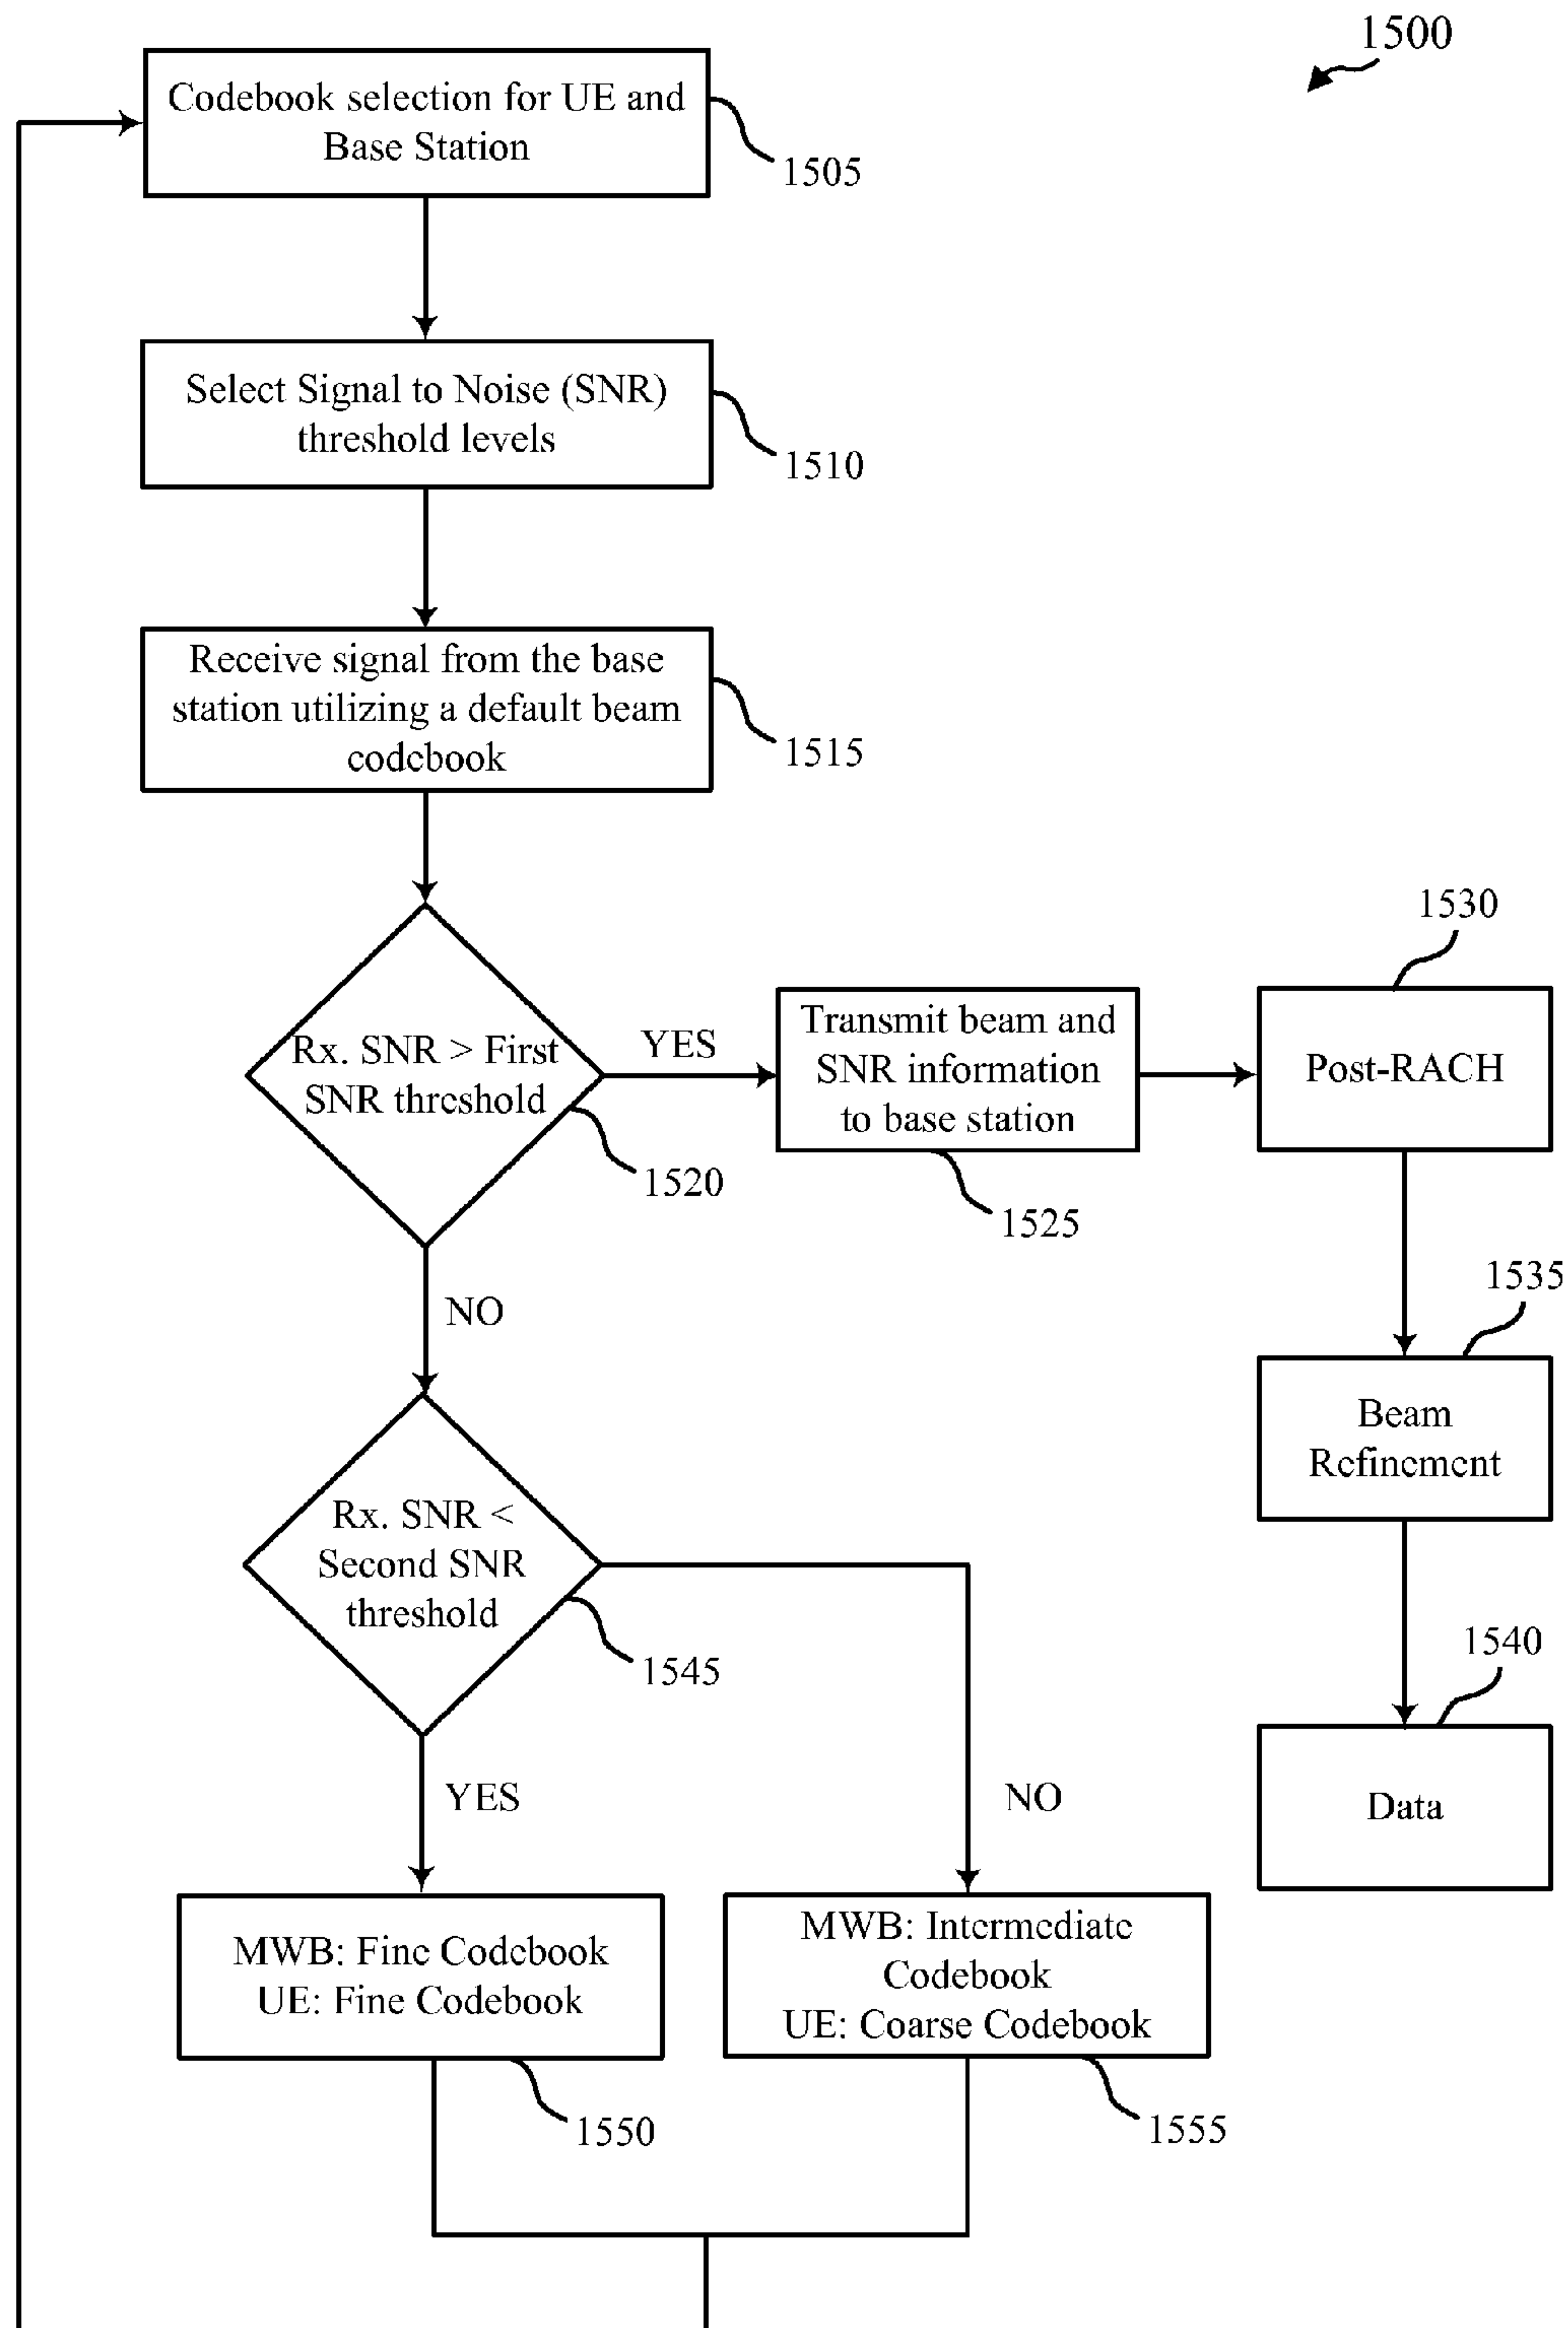 1500
Codebook selection for UE and
Base Station
1505
Select Signal to Noise (SNR)
threshold levels
1510
Receive signal from the base
station utilizing a default beam
codebook
1515
1530
Rx. SNR > First
SNR threshold
YES
Transmit beam and
SNR information
to base station
Post-RACH
1520
1525
1535
NO
Beam
Refinement
Rx. SNR <
Second SNR
threshold
1545
1540
YES
NO
Data
MWB: Fine Codebook
UE: Fine Codebook
MWB: Intermediate
Codebook
UE: Coarse Codebook
1550
1555